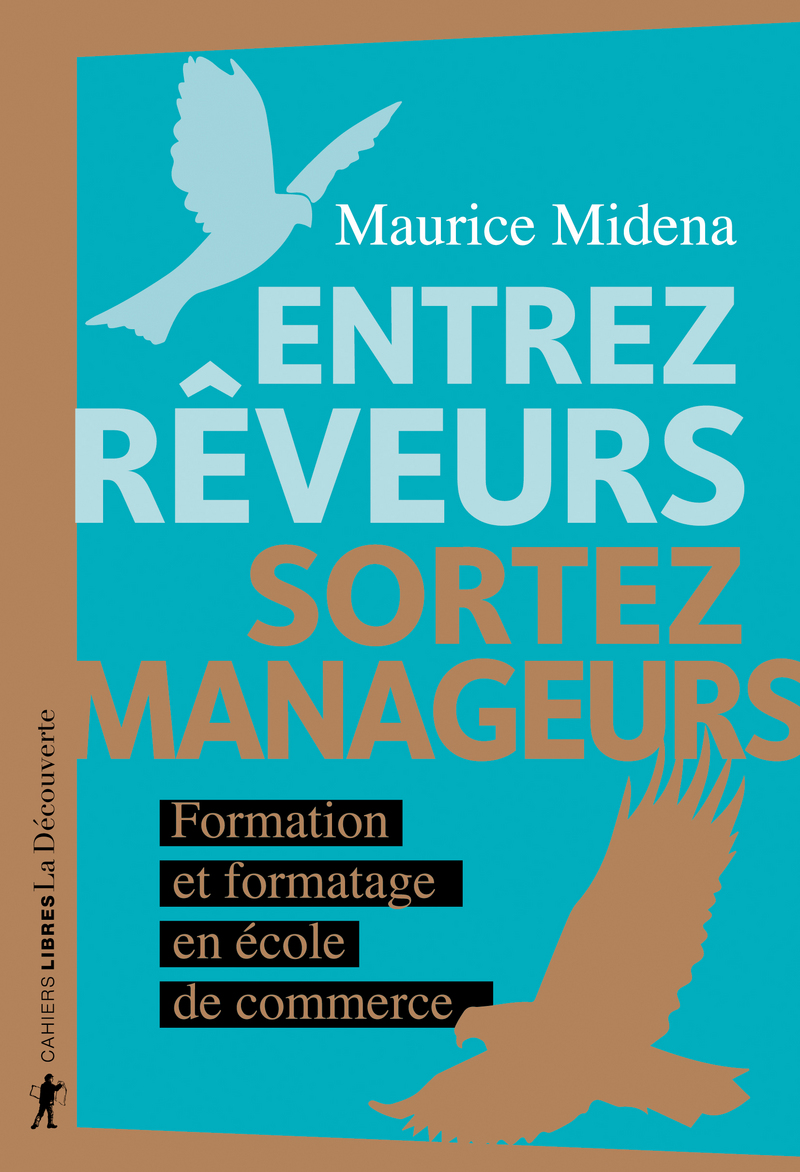 Maurice Midena
ENTREZ
RÊVEURS
SORTEZ
MANAGEURS
Formation
et formatage
en école
de commerce
CAHIERS LIBRES La Découverte